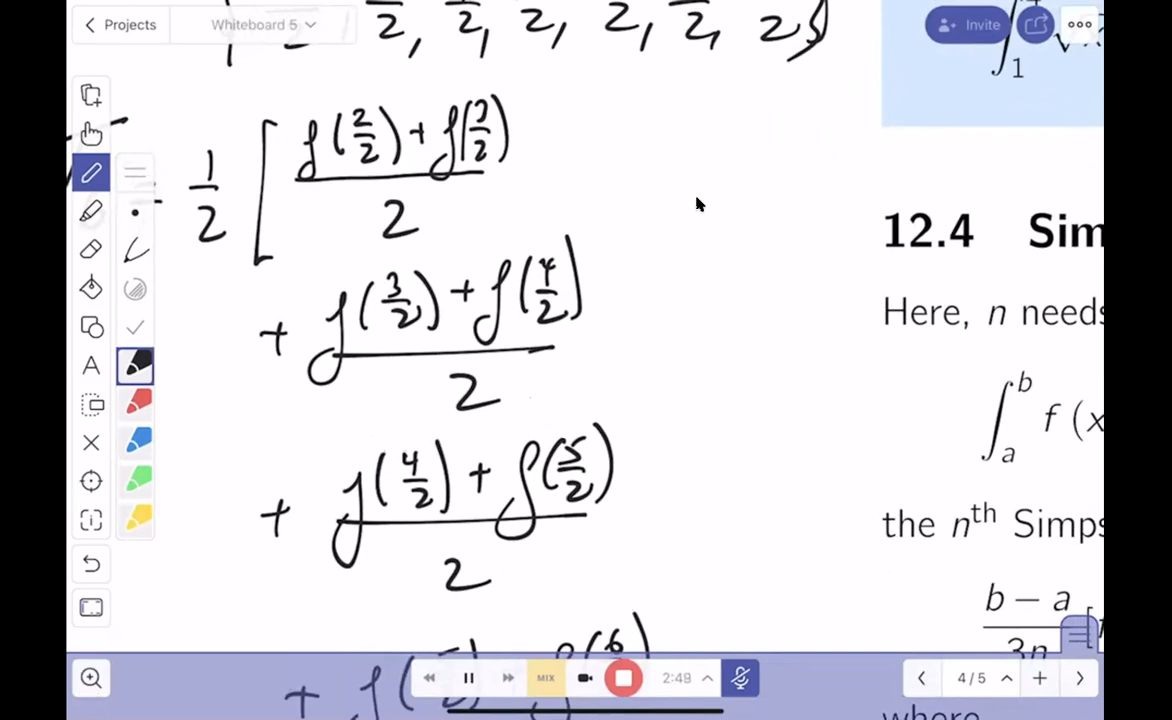 Projects Whiteboard 5 Invite
2, 2, 2, 2, 2, 2}
∫₁ √x
1/2 [ (f(2/2) + f(3/2))/2
+ (f(3/2) + f(4/2))/2
+ (f(4/2) + f(5/2))/2
+ f( f(6
12.4 Sim
Here, n needs
∫ₐᵇ f (x
the nᵗʰ Simps
(b − a)/3n [
where
A
MIX 2:49 4/5